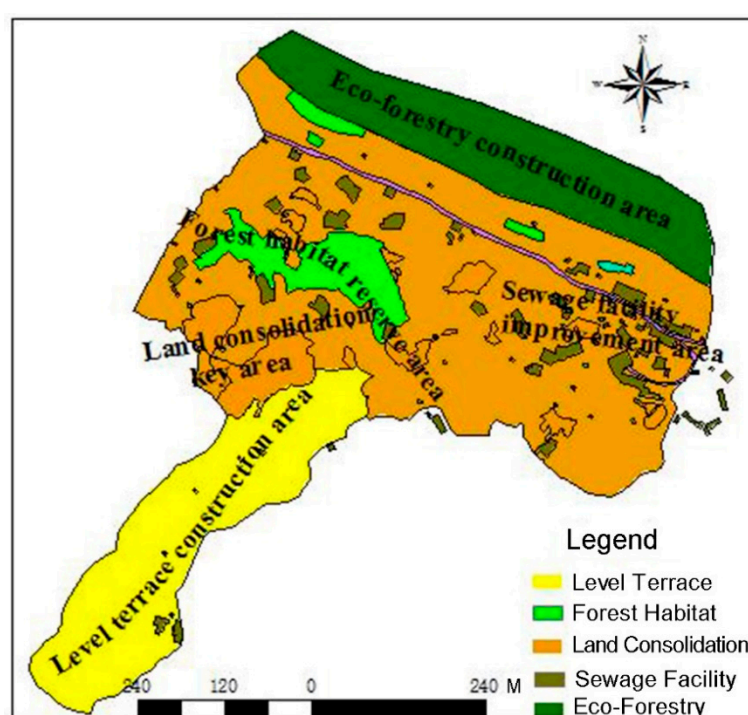 N
W
E
S
Eco-forestry construction area
Forest habitat reserve area
Sewage facility
improvement area
Land consolidation
key area
Level terrace construction area
Legend
Level Terrace
Forest Habitat
Land Consolidation
Sewage Facility
Eco-Forestry
240 120 0 240 M